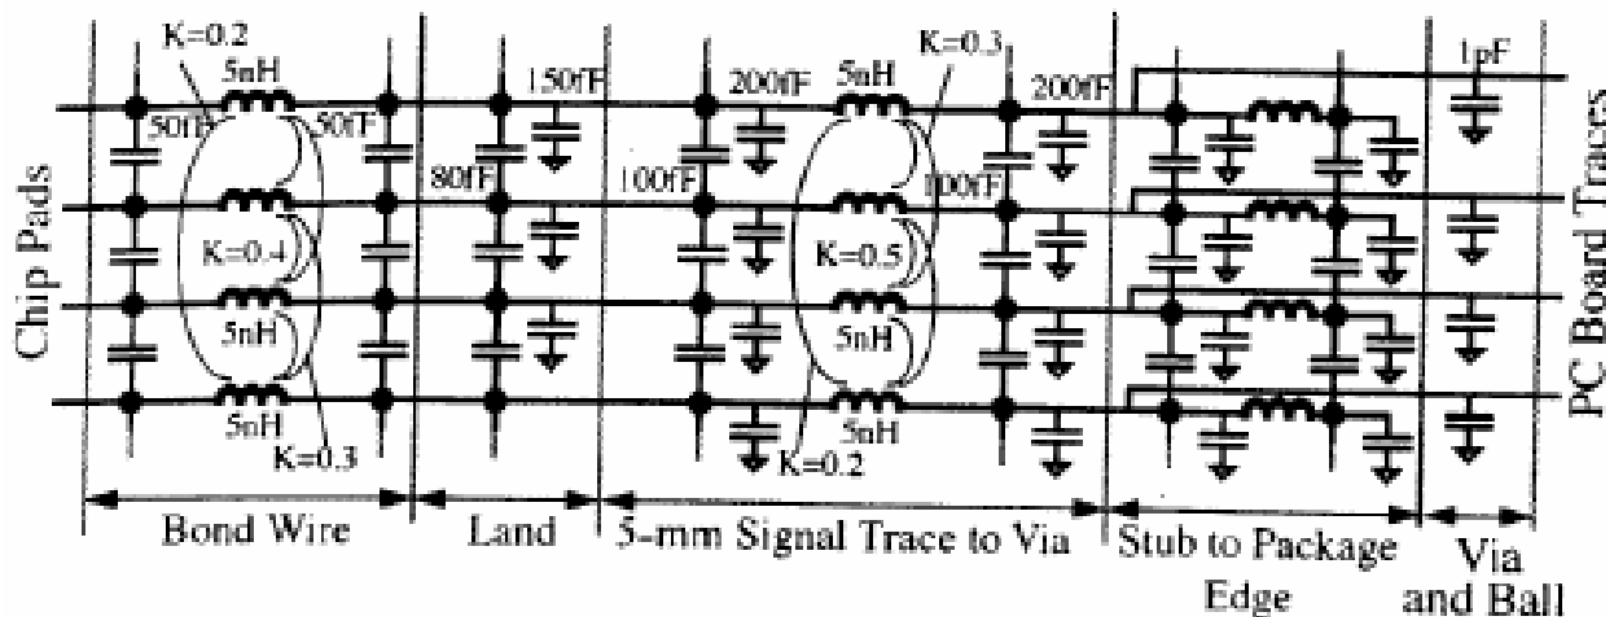 K=0.2
5nH
50fF
50fF
150fF
80fF
200fF
100fF
5nH
K=0.3
100fF
200fF
1pF
K=0.4
5nH
5nH
K=0.3
K=0.5
5nH
5nH
K=0.2
Chip Pads
PC Board Traces
Bond Wire
Land
5-mm Signal Trace to Via
Stub to Package
Edge
Via
and Ball